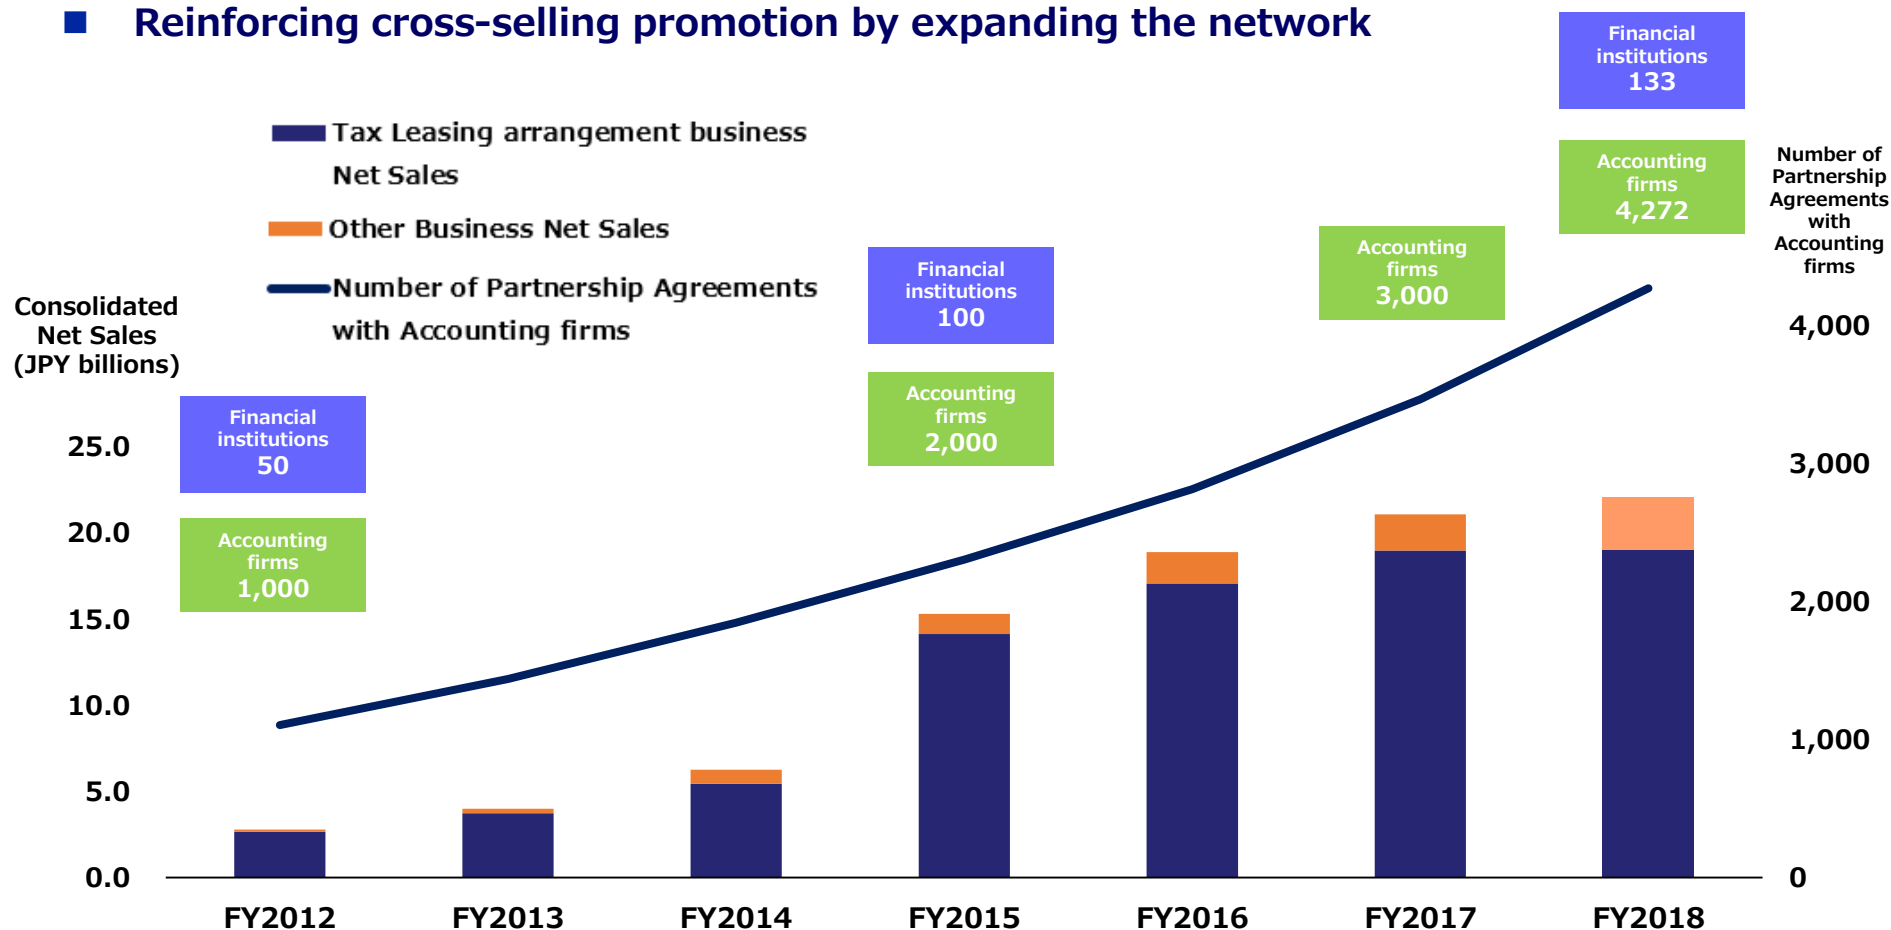 ■ Reinforcing cross-selling promotion by expanding the network
Tax Leasing arrangement business
Net Sales
Other Business Net Sales
Number of Partnership Agreements
with Accounting firms
Consolidated
Net Sales
(JPY billions)
Financial
institutions
50
Accounting
firms
1,000
Financial
institutions
100
Accounting
firms
2,000
Accounting
firms
3,000
Financial
institutions
133
Accounting
firms
4,272
Number of
Partnership
Agreements
with
Accounting
firms
25.0
20.0
15.0
10.0
5.0
0.0
4,000
3,000
2,000
1,000
0
FY2012
FY2013
FY2014
FY2015
FY2016
FY2017
FY2018